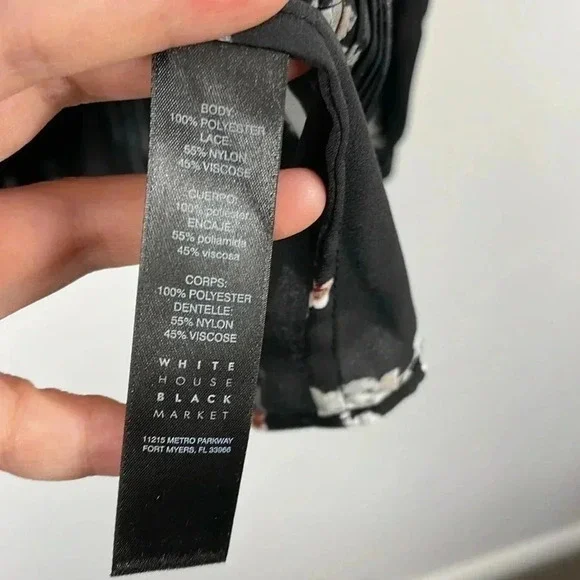 BODY:
100% POLYESTER
LACE:
55% NYLON
45% VISCOSE
CUERPO:
100% poliester
ENCAJE:
55% poliamida
45% viscosa
CORPS:
100% POLYESTER
DENTELLE:
55% NYLON
45% VISCOSE
WHITE
HOUSE
BLACK
MARKET
11215 METRO PARKWAY
FORT MYERS, FL 33966